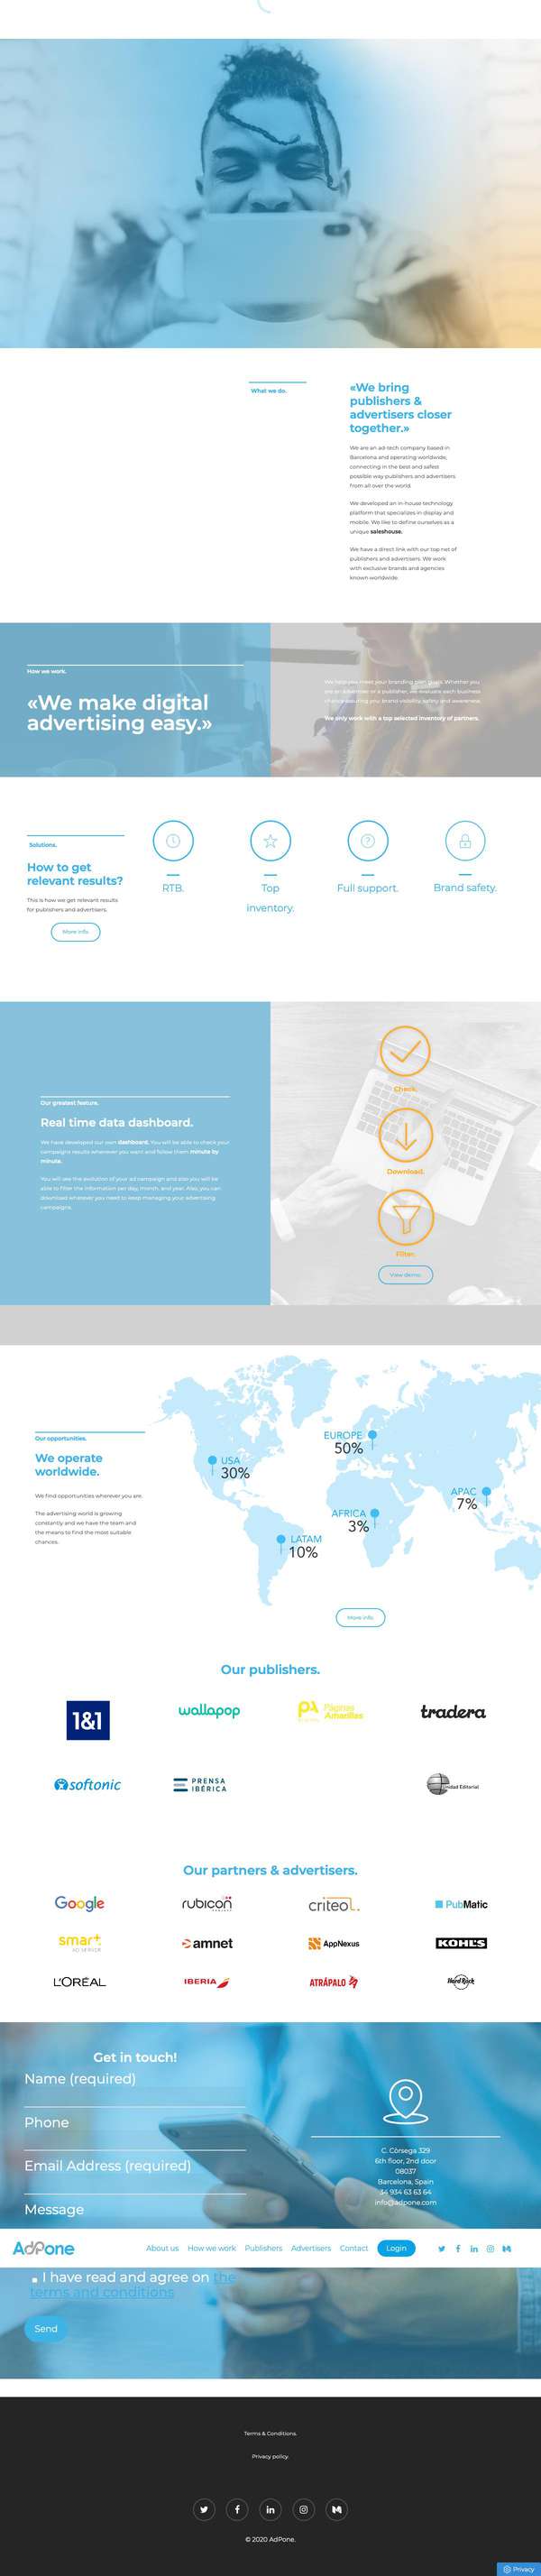 What we do.
«We bring
publishers &
advertisers closer
together.»
We are an ad-tech company based in
Barcelona and operating worldwide,
connecting in the best and safest
possible way publishers and advertisers
from all over the world
We developed an in-house technology
platform that specializes in display and
mobile. We like to define ourselves as a
unique saleshouse.
We have a direct link with our top net of
publishers and advertisers. We work
with exclusive brands and agencies
known worldwide.
How we work.
«We make digital
advertising easy.»
We help you meet your branding goals. Whether you
are an advertiser or a publisher, we evaluate each business
assuring you brand visibility, safety and awareness.
We only work with a top selected inventory of partners.
Solutions.
How to get
relevant results?
This is how we get relevant results
for publishers and advertisers.
More info.
RTB.
Top
inventory.
Full support.
Brand safety.
Our greatest feature.
Real time data dashboard.
We have developed our own dashboard. You will be able to check your
campaigns results whenever you want and follow them minute by
minute.
You will see the evolution of your ad campaign and also you will be
able to filter the information per day, month, and year. Also, you can
download whatever you need to keep managing your advertising
campaigns.
Check.
Download.
Filter.
View demo.
Our opportunities.
We operate
worldwide.
We find opportunities wherever you are.
The advertising world is growing
constantly and we have the team and
the means to find the most suitable
chances.
EUROPE
50%
USA
30%
APAC
7%
AFRICA
3%
LATAM
10%
More info.
Our publishers.
1&1
wallapop
Páginas
Amarillas
tradera
softonic
PRENSA
IBÉRICA
Unidad Editorial
Our partners & advertisers.
Google
rubicon
PROJECT
criteo.
PubMatic
smart
AD SERVER
amnet
AppNexus
KOHL'S
L'ORÉAL
IBERIA
ATRÁPALO
Hard Rock
Get in touch!
Name (required)
Phone
Email Address (required)
Message
C. Còrsega 329
6th floor, 2nd door
08037
Barcelona, Spain
34 934 63 63 64
info@adpone.com
AdPone
About us How we work Publishers Advertisers Contact Login
I have read and agree on the
terms and conditions
Send
Terms & Conditions.
Privacy policy.
© 2020 AdPone.
Privacy